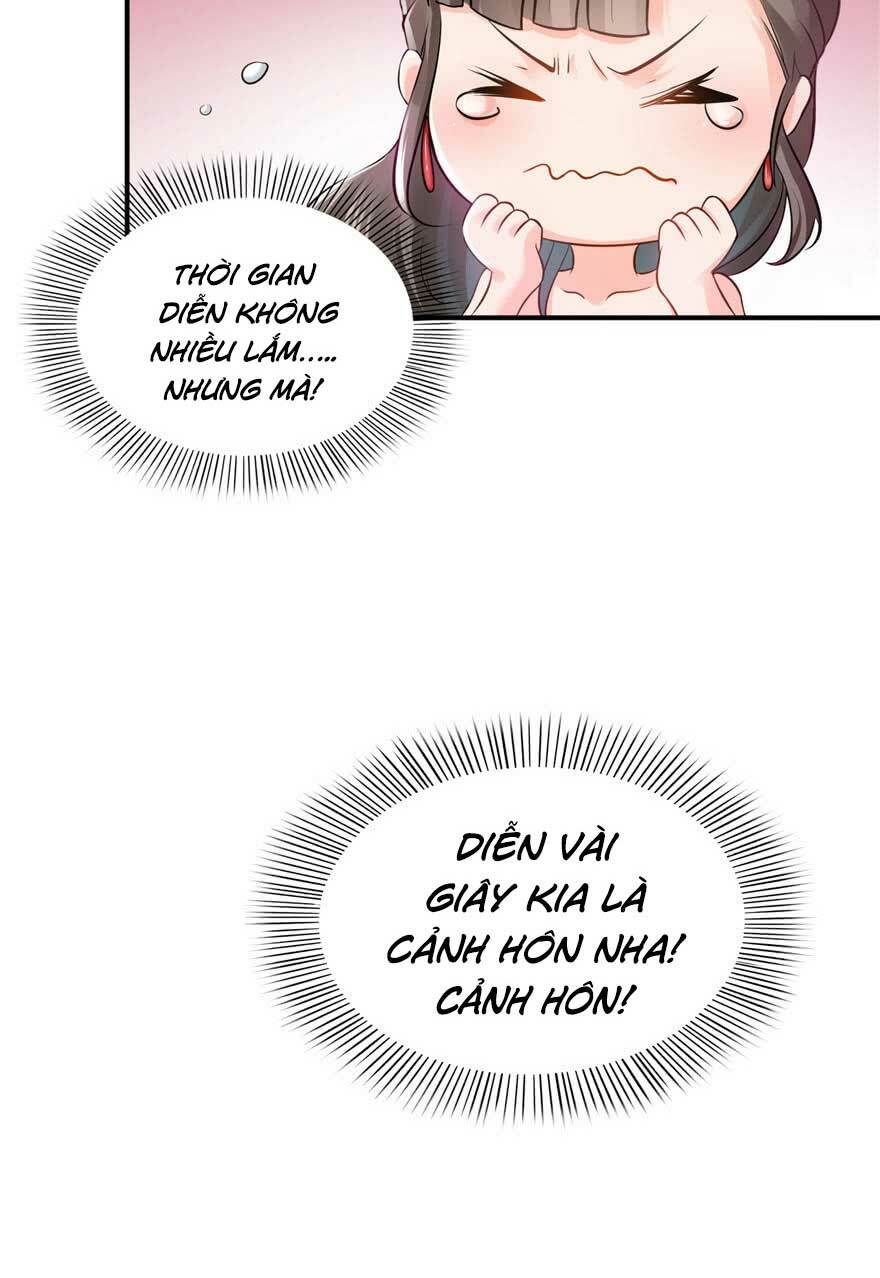 THỜI GIAN
DIỄN KHÔNG
NHIỀU LẮM.....
NHƯNG MÀ!
DIỄN VÀI
GIÂY KIA LÀ
CẢNH HÔN NHA!
CẢNH HÔN!